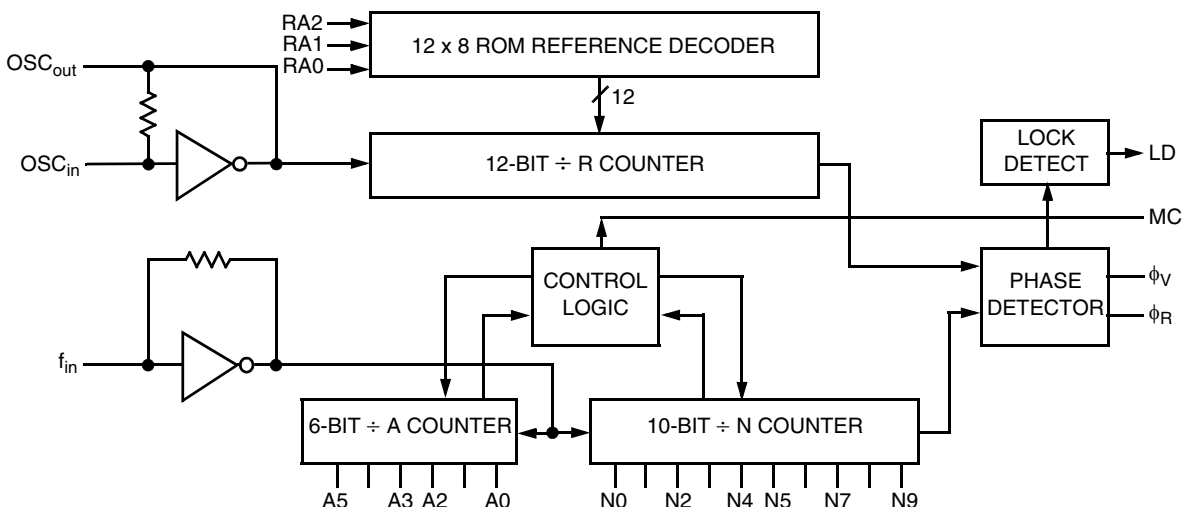 RA2
RA1
RA0
12 x 8 ROM REFERENCE DECODER
OSCout
12
OSCin
12-BIT ÷ R COUNTER
LOCK
DETECT
LD
MC
CONTROL
LOGIC
PHASE
DETECTOR
ϕV
ϕR
fin
6-BIT ÷ A COUNTER
10-BIT ÷ N COUNTER
A5 A3 A2 A0 N0 N2 N4 N5 N7 N9